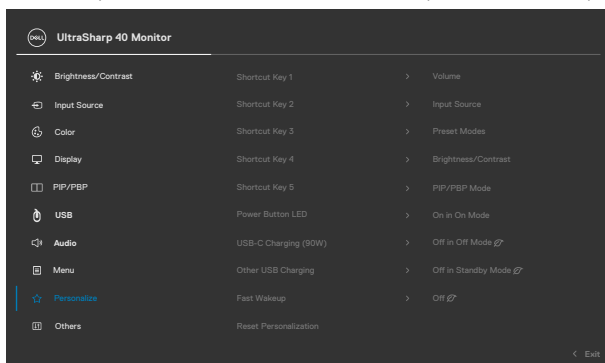 DELL UltraSharp 40 Monitor
Brightness/Contrast Shortcut Key 1 > Volume
Input Source Shortcut Key 2 > Input Source
Color Shortcut Key 3 > Preset Modes
Display Shortcut Key 4 > Brightness/Contrast
PIP/PBP Shortcut Key 5 > PIP/PBP Mode
USB Power Button LED > On in On Mode
Audio USB-C Charging (90W) > Off in Off Mode
Menu Other USB Charging > Off in Standby Mode
Personalize Fast Wakeup > Off
Others Reset Personalization
< Exit